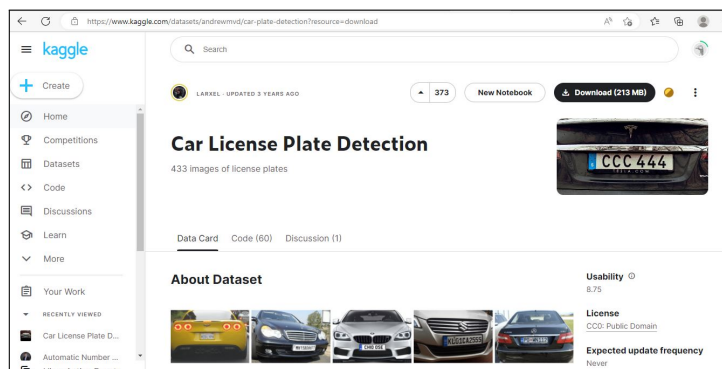 https://www.kaggle.com/datasets/andrewmvd/car-plate-detection?resource=download
kaggle
Search
Create
LARXEL · UPDATED 3 YEARS AGO
373
New Notebook
Download (213 MB)
Home
Competitions
Datasets
Code
Discussions
Learn
More
Your Work
RECENTLY VIEWED
Car License Plate D...
Automatic Number ...
Car License Plate Detection
433 images of license plates
CCC 444
TESLA.COM
Data Card Code (60) Discussion (1)
About Dataset
Usability
8.75
License
CC0: Public Domain
Expected update frequency
Never